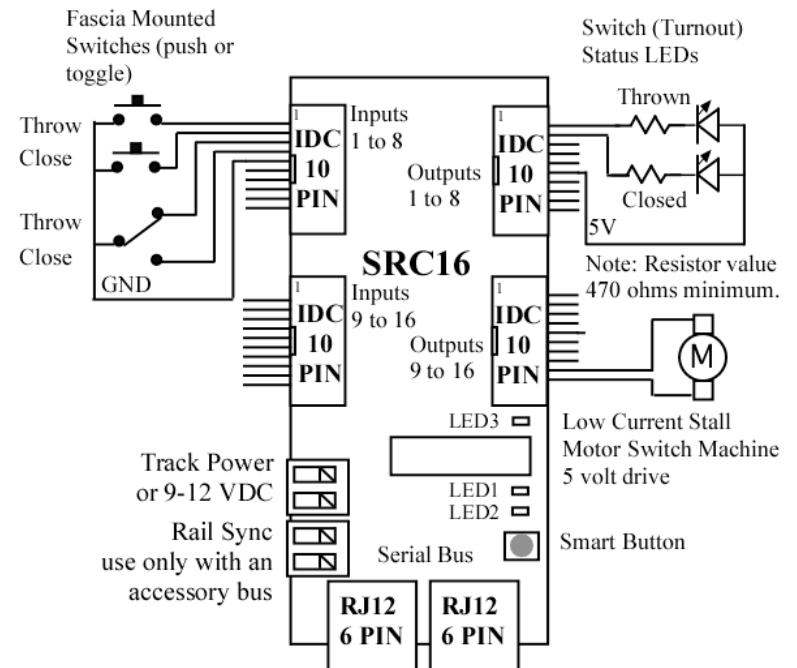 Fascia Mounted
Switches (push or
toggle)
Throw
Close
Throw
Close
GND
1
IDC
10
PIN
Inputs
1 to 8
1
IDC
10
PIN
Outputs
1 to 8
Switch (Turnout)
Status LEDs
Thrown
Closed
5V
Note: Resistor value
470 ohms minimum.
SRC16
1
IDC
10
PIN
Inputs
9 to 16
1
IDC
10
PIN
Outputs
9 to 16
M
Low Current Stall
Motor Switch Machine
5 volt drive
LED3
LED1
LED2
Track Power
or 9-12 VDC
Rail Sync
use only with an
accessory bus
Serial Bus
Smart Button
RJ12
6 PIN
RJ12
6 PIN